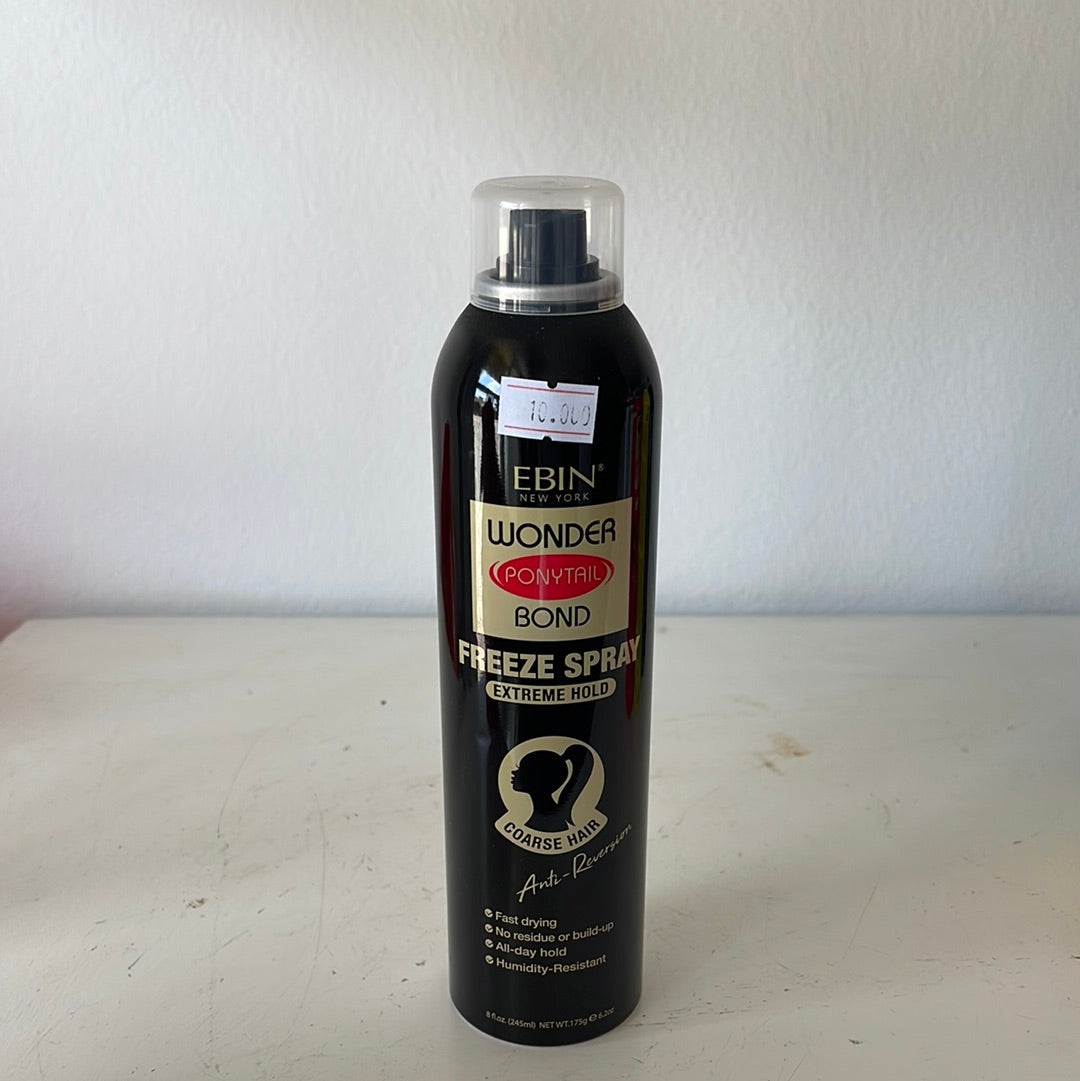 10.000
EBIN®
NEW YORK
WONDER
PONYTAIL
BOND
FREEZE SPRAY
EXTREME HOLD
COARSE HAIR
Anti-Reversion
Fast drying
No residue or build-up
All-day hold
Humidity-Resistant
8 fl.oz. (245ml) NET WT.175g ℮ 6.2oz